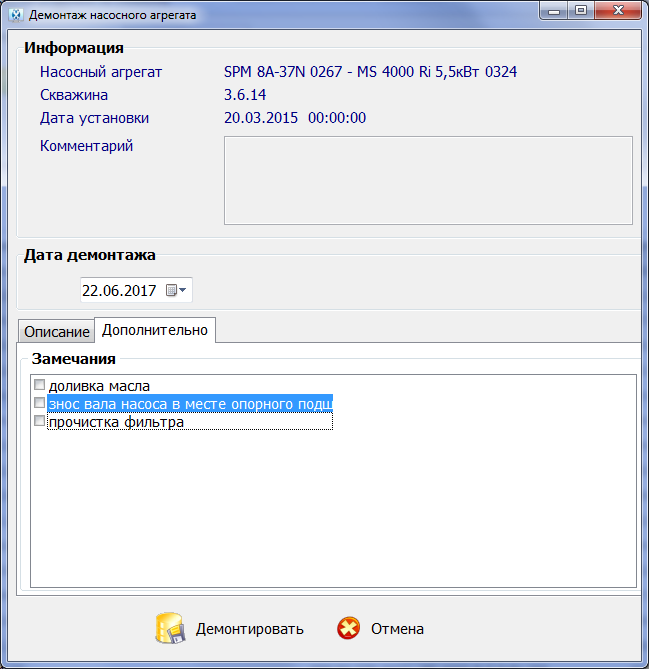 Демонтаж насосного агрегата
Информация
Насосный агрегат SPM 8A-37N 0267 - MS 4000 Ri 5,5кВт 0324
Скважина 3.6.14
Дата установки 20.03.2015 00:00:00
Комментарий
Дата демонтажа
22.06.2017
Описание Дополнительно
Замечания
доливка масла
знос вала насоса в месте опорного подш
прочистка фильтра
Демонтировать Отмена